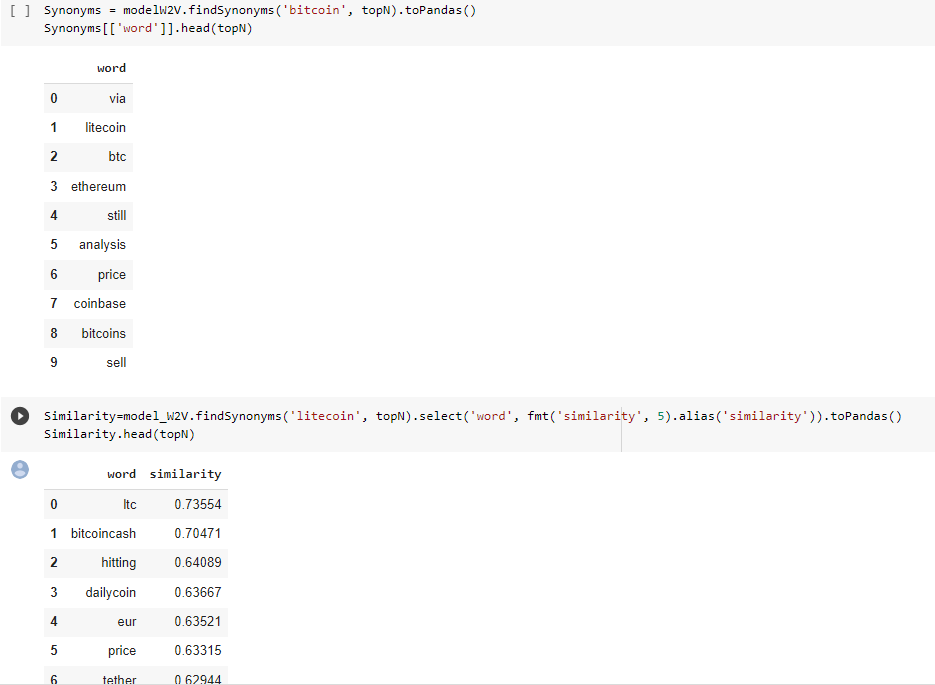 [ ] Synonyms = modelW2V.findSynonyms('bitcoin', topN).toPandas()
Synonyms[['word']].head(topN)
word
0 via
1 litecoin
2 btc
3 ethereum
4 still
5 analysis
6 price
7 coinbase
8 bitcoins
9 sell
Similarity=model_W2V.findSynonyms('litecoin', topN).select('word', fmt('similarity', 5).alias('similarity')).toPandas()
Similarity.head(topN)
word similarity
0 ltc 0.73554
1 bitcoincash 0.70471
2 hitting 0.64089
3 dailycoin 0.63667
4 eur 0.63521
5 price 0.63315
6 tether 0.62944